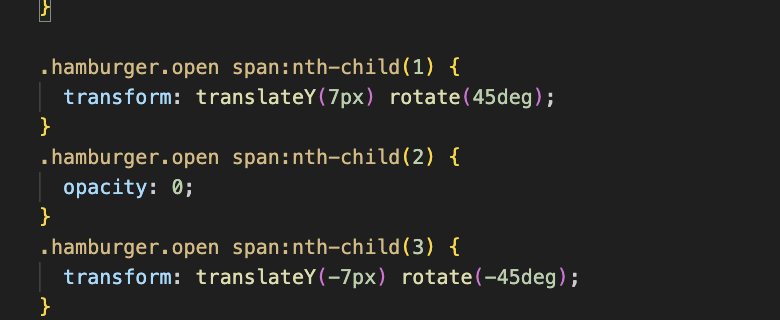 }
.hamburger.open span:nth-child(1) {
  transform: translateY(7px) rotate(45deg);
}
.hamburger.open span:nth-child(2) {
  opacity: 0;
}
.hamburger.open span:nth-child(3) {
  transform: translateY(-7px) rotate(-45deg);
}